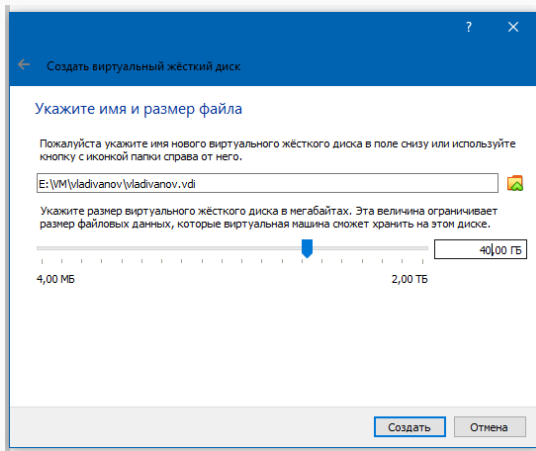 Создать виртуальный жёсткий диск
Укажите имя и размер файла
Пожалуйста укажите имя нового виртуального жёсткого диска в поле снизу или используйте
кнопку с иконкой папки справа от него.
E:\VM\vladivanov\vladivanov.vdi
Укажите размер виртуального жёсткого диска в мегабайтах. Эта величина ограничивает
размер файловых данных, которые виртуальная машина сможет хранить на этом диске.
40,00 ГБ
4,00 МБ 2,00 ТБ
Создать Отмена